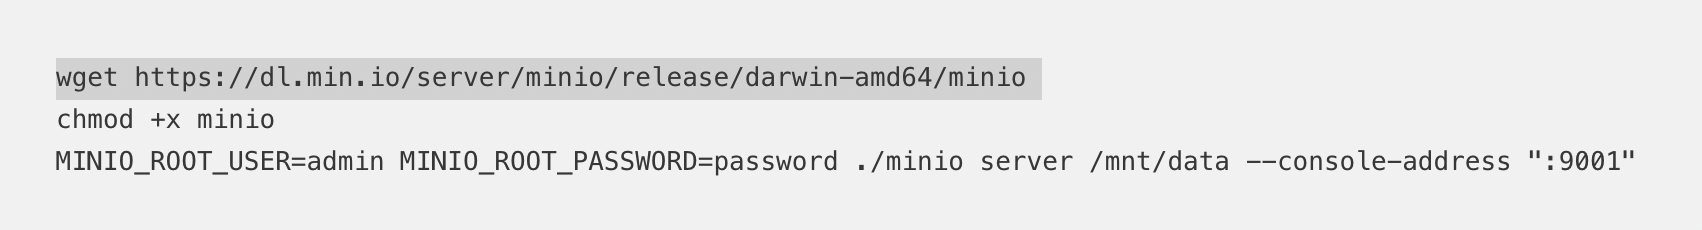 wget https://dl.min.io/server/minio/release/darwin-amd64/minio
chmod +x minio
MINIO_ROOT_USER=admin MINIO_ROOT_PASSWORD=password ./minio server /mnt/data --console-address ":9001"